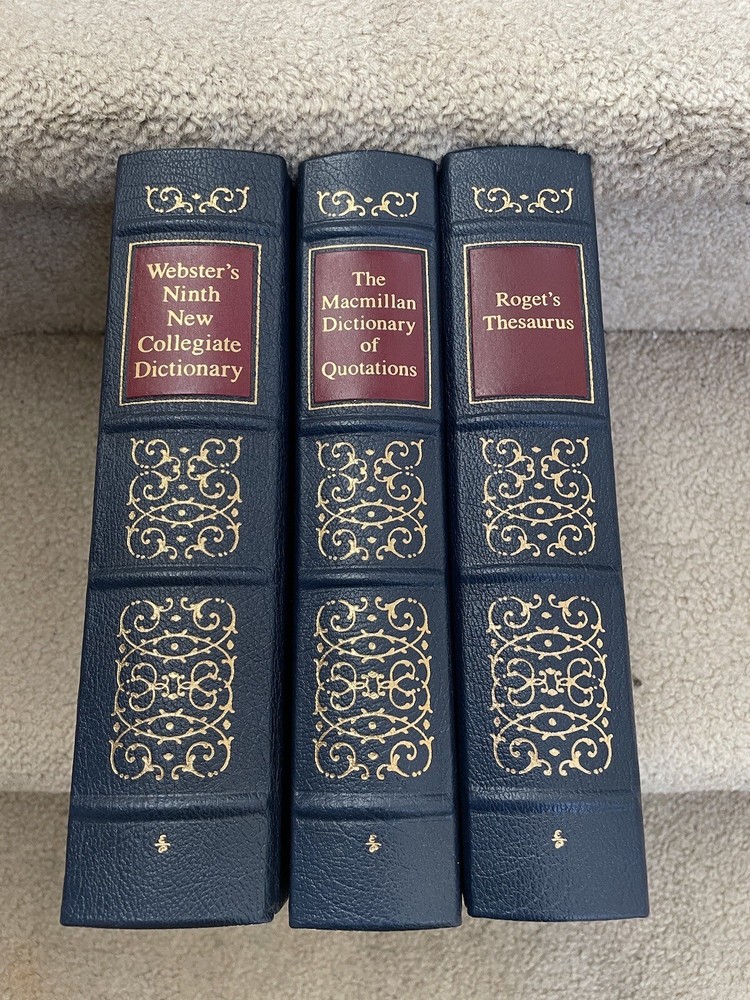 Webster's
Ninth
New
Collegiate
Dictionary
The
Macmillan
Dictionary
of
Quotations
Roget's
Thesaurus